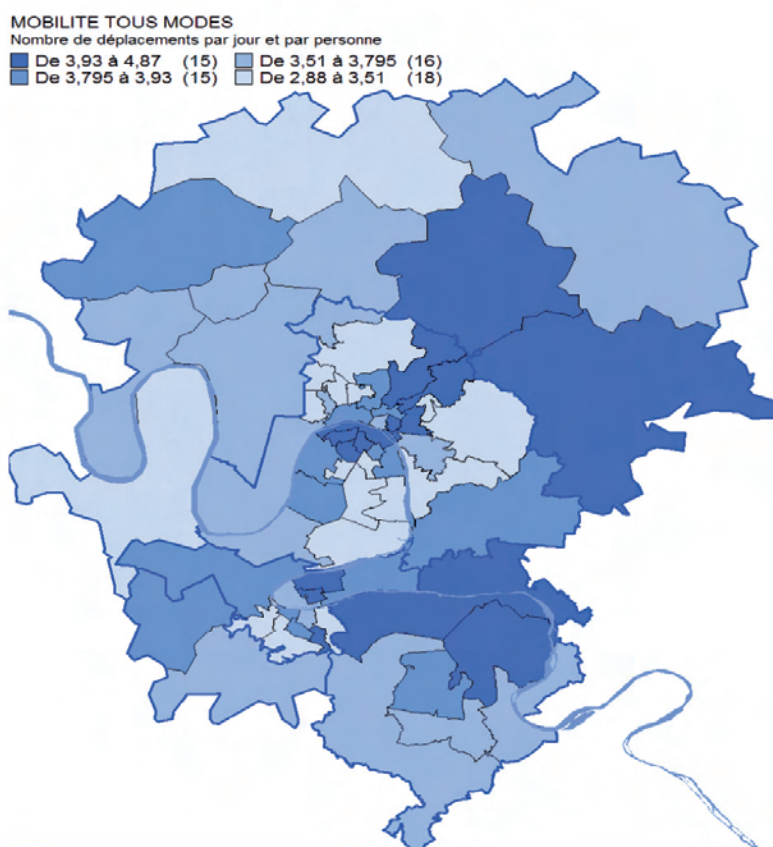 MOBILITE TOUS MODES
Nombre de déplacements par jour et par personne
De 3,93 à 4,87 (15) De 3,51 à 3,795 (16)
De 3,795 à 3,93 (15) De 2,88 à 3,51 (18)